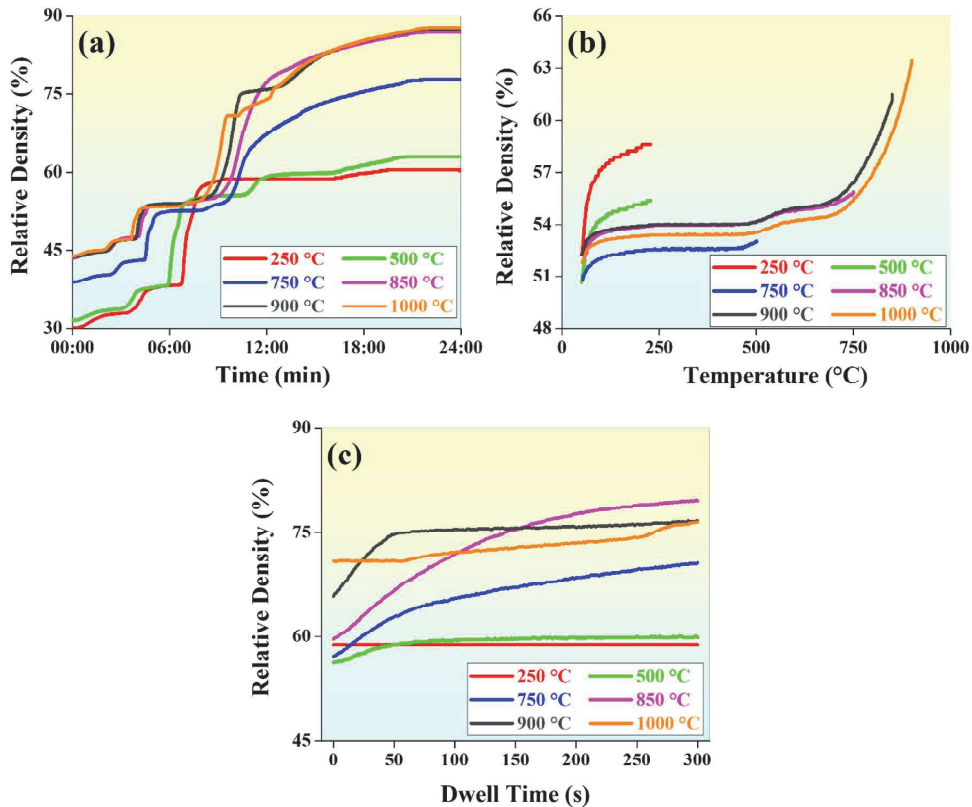 (a)
Relative Density (%)
90
75
60
45
30
250 °C 500 °C
750 °C 850 °C
900 °C 1000 °C
00:00 06:00 12:00 18:00 24:00
Time (min)
(b)
Relative Density (%)
66
63
60
57
54
51
48
250 °C 500 °C
750 °C 850 °C
900 °C 1000 °C
0 250 500 750 1000
Temperature (°C)
(c)
Relative Density (%)
90
75
60
45
250 °C 500 °C
750 °C 850 °C
900 °C 1000 °C
0 50 100 150 200 250 300
Dwell Time (s)